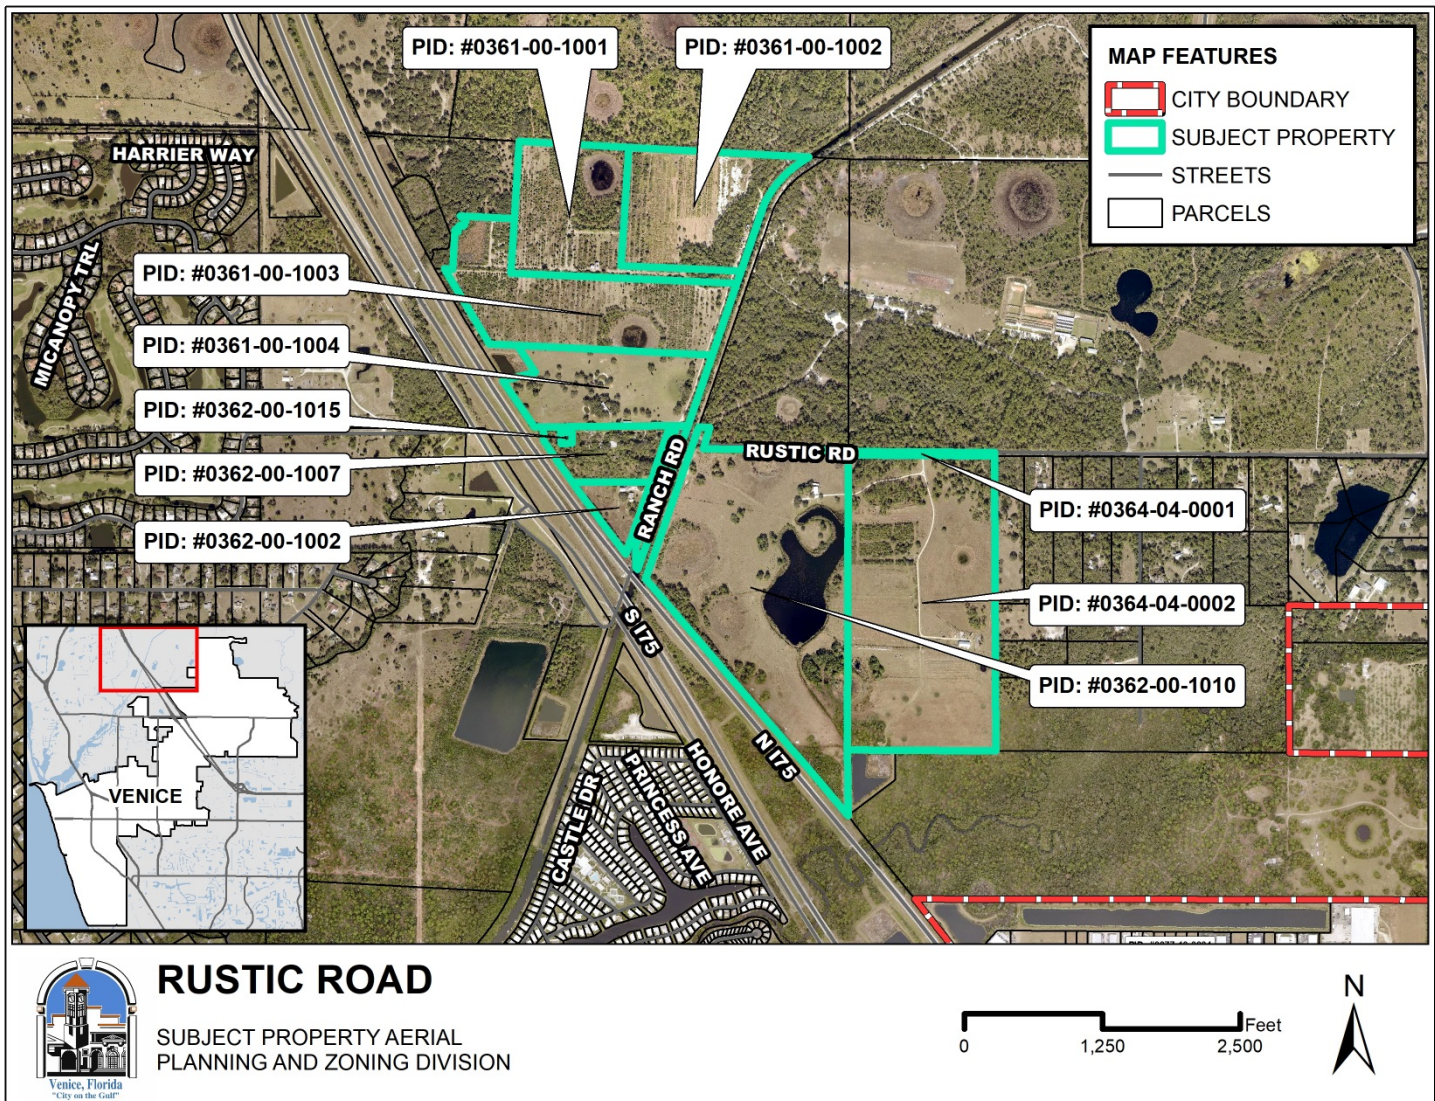 PID: #0361-00-1001
PID: #0361-00-1002
MAP FEATURES
CITY BOUNDARY
SUBJECT PROPERTY
STREETS
PARCELS
HARRIER WAY
MICANOPY TRL
PID: #0361-00-1003
PID: #0361-00-1004
PID: #0362-00-1015
PID: #0362-00-1007
PID: #0362-00-1002
RANCH RD
RUSTIC RD
PID: #0364-04-0001
PID: #0364-04-0002
PID: #0362-00-1010
S I75
N I75
HONORE AVE
PRINCESS AVE
CASTLE DR
VENICE
RUSTIC ROAD
SUBJECT PROPERTY AERIAL
PLANNING AND ZONING DIVISION
Venice, Florida
"City on the Gulf"
Feet
0
1,250
2,500
N